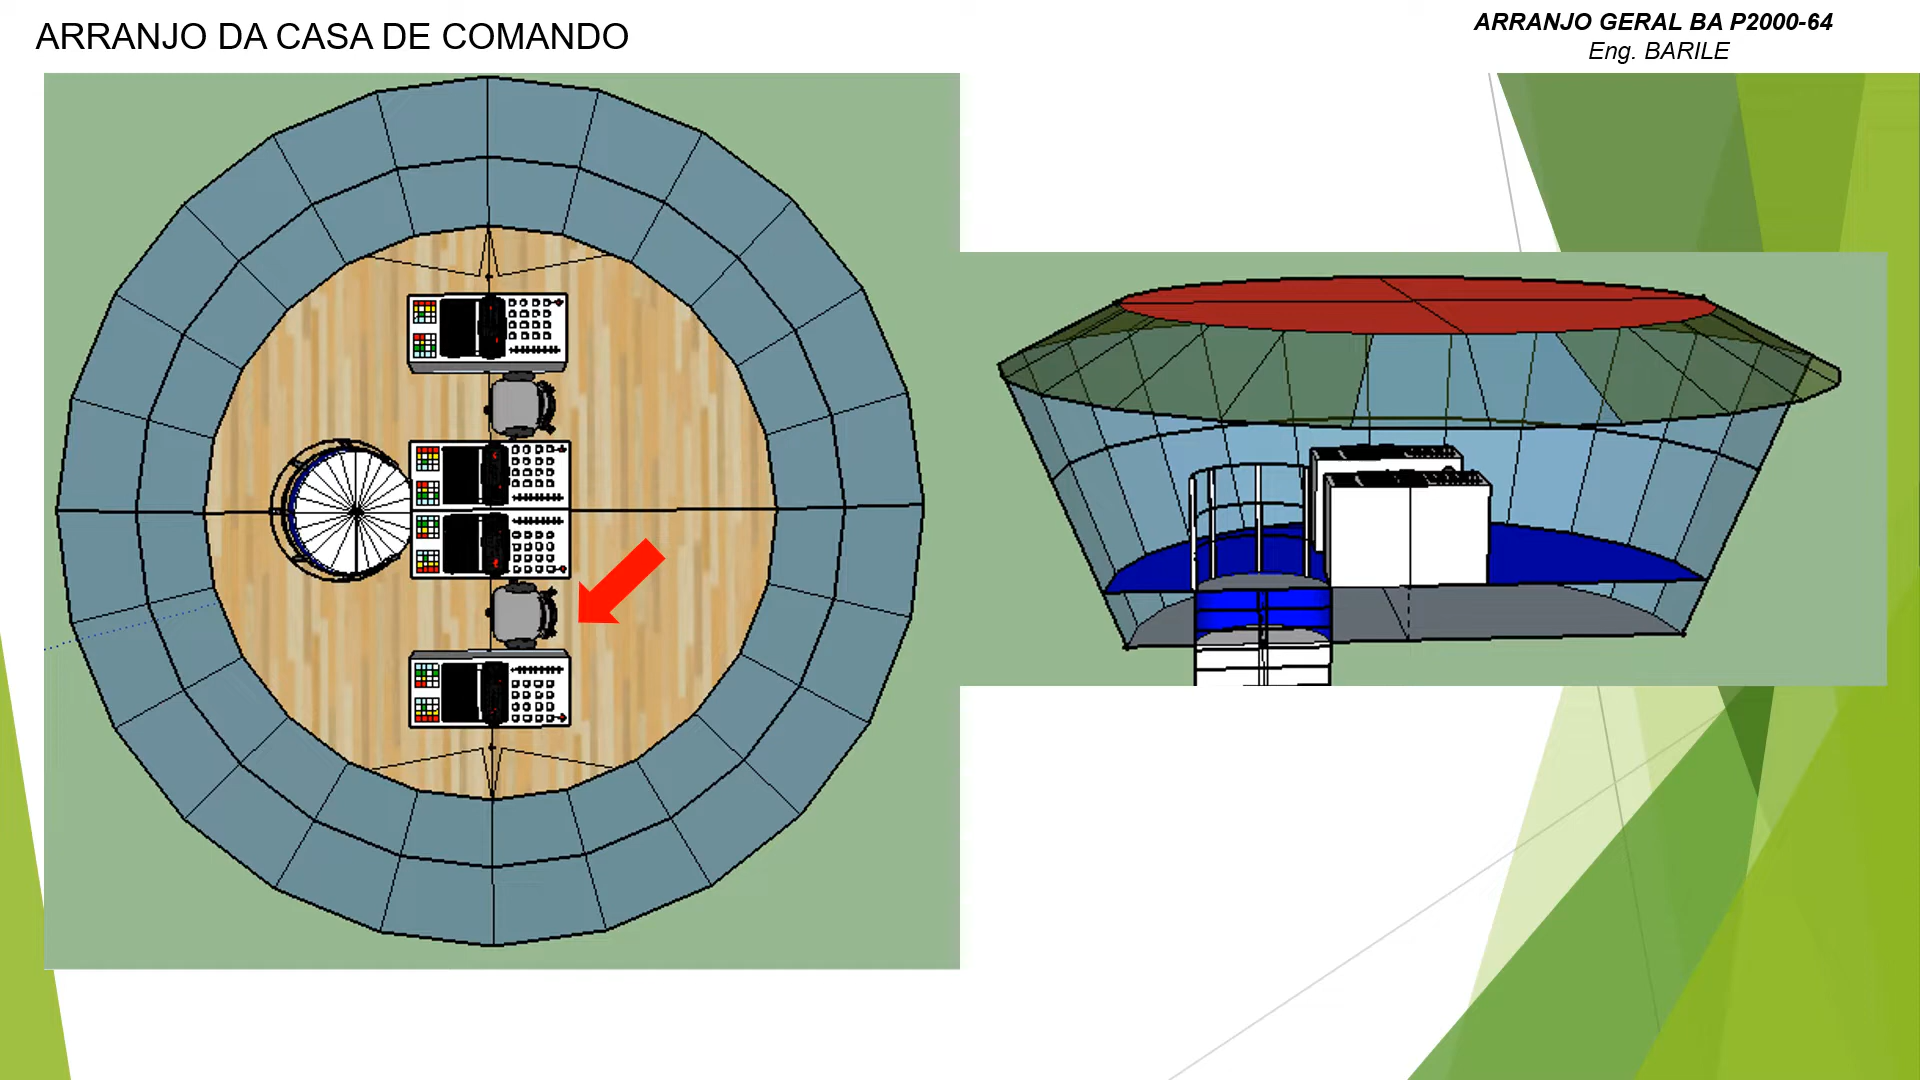 ARRANJO DA CASA DE COMANDO
ARRANJO GERAL BA P2000-64
Eng. BARILE